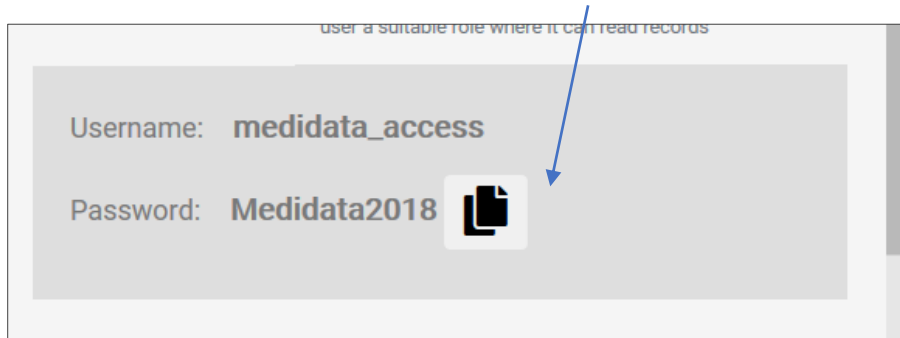 user a suitable role where it can read records
Username: medidata_access
Password: Medidata2018